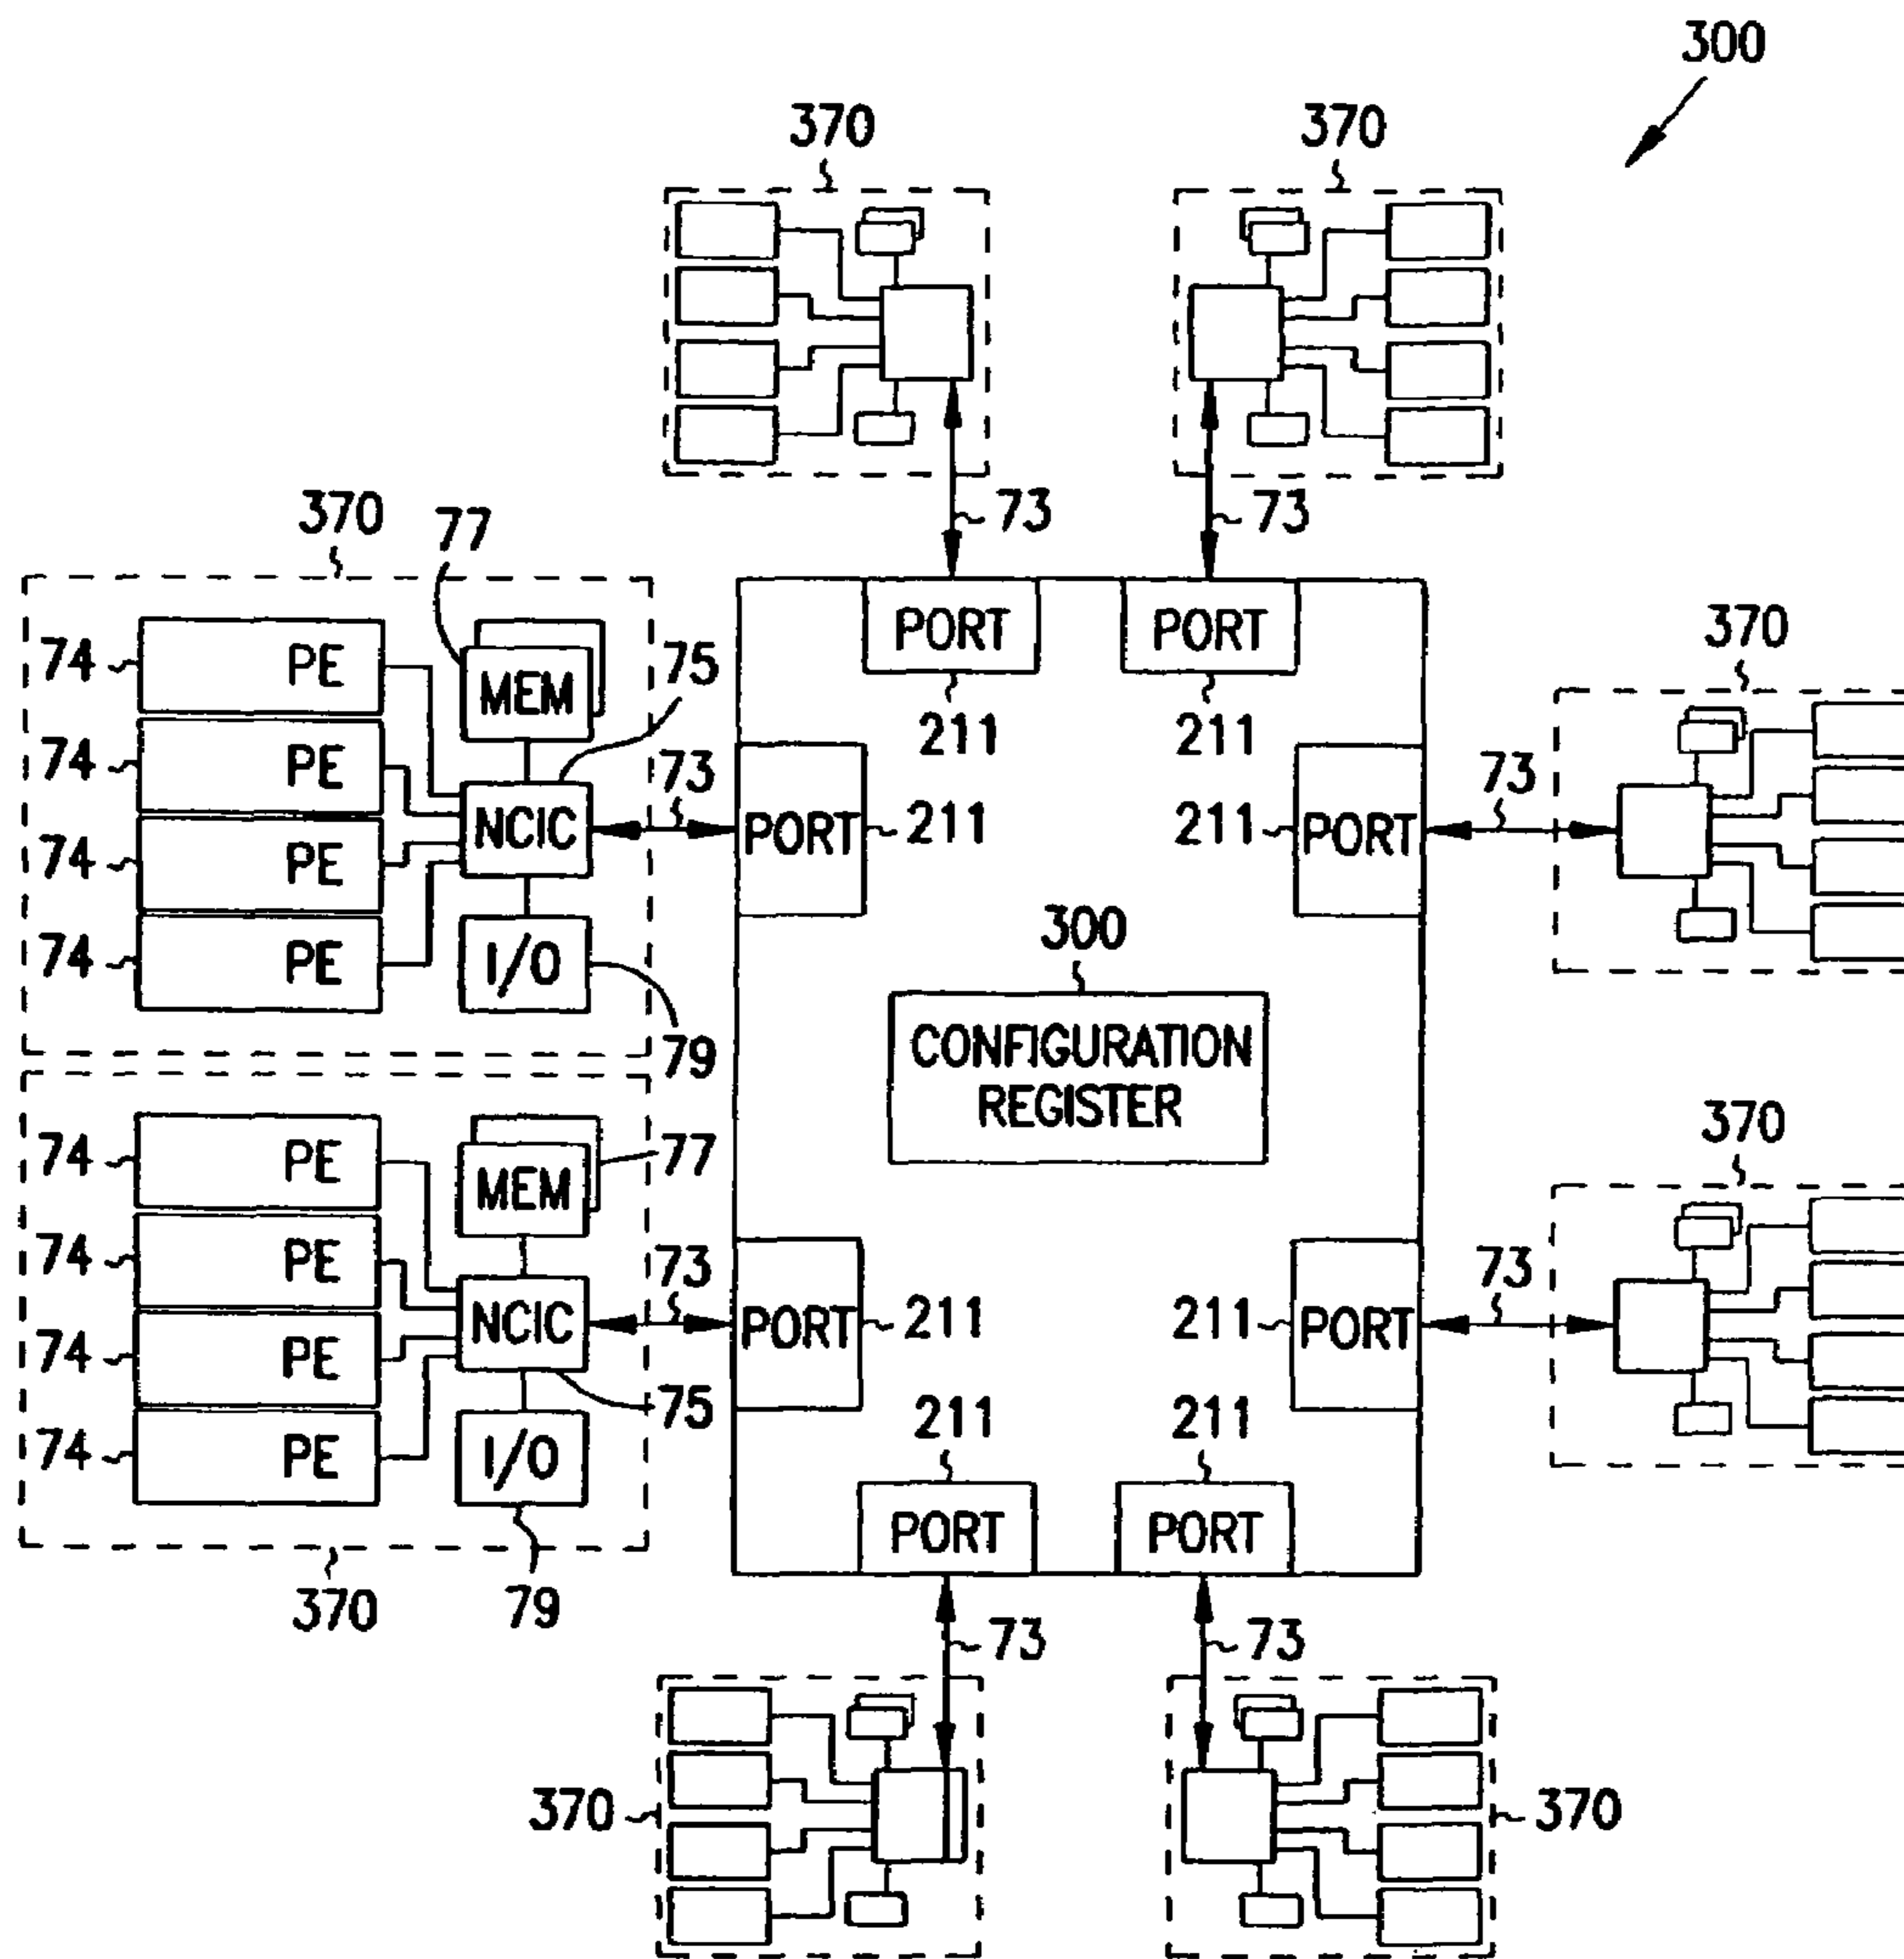 300
370
370
73
73
370
77
75
74
PE
MEM
PORT
PORT
370
211
211
74
PE
73
73
NCIC
PORT
211
211
PORT
74
PE
300
74
PE
I/O
CONFIGURATION
REGISTER
79
370
74
PE
77
MEM
73
73
74
PE
NCIC
PORT
211
211
PORT
74
PE
75
211
211
74
PE
I/O
PORT
PORT
370
79
73
73
370
370